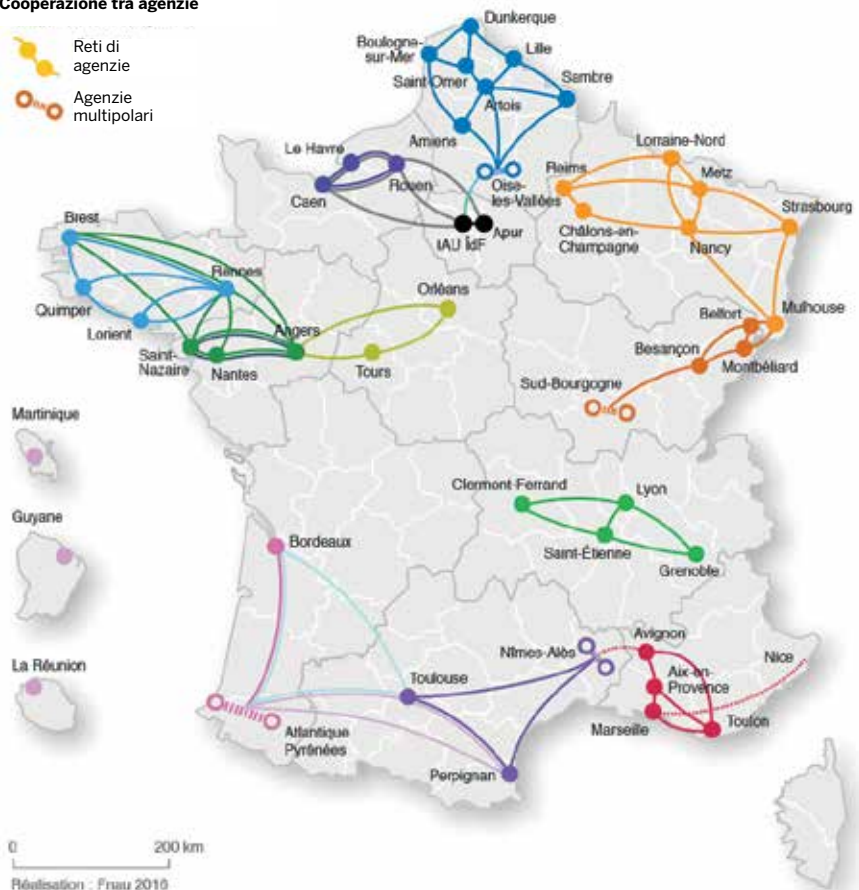 Cooperazione tra agenzie
Reti di
agenzie
Agenzie
multipolari
Dunkerque
Boulogne-
sur-Mer
Lille
Saint-Omer
Sambre
Artois
Amiens
Le Havre
Lorraine-Nord
Rouen
Caen
Oise-
les-Vallées
Reims
Metz
Strasbourg
IAU îdF
Apur
Châlons-en-
Champagne
Nancy
Brest
Rennes
Quimper
Lorient
Orléans
Angers
Saint-
Nazaire
Nantes
Tours
Belfort
Mulhouse
Besançon
Montbéliard
Sud-Bourgogne
Martinique
Clermont-Ferrand
Lyon
Guyane
Bordeaux
Saint-Étienne
Grenoble
La Réunion
Nîmes-Alès
Avignon
Nice
Toulouse
Aix-en-
Provence
Marseille
Toulon
Atlantique
Pyrénées
Perpignan
0 200 km
Réalisation : Fnau 2010